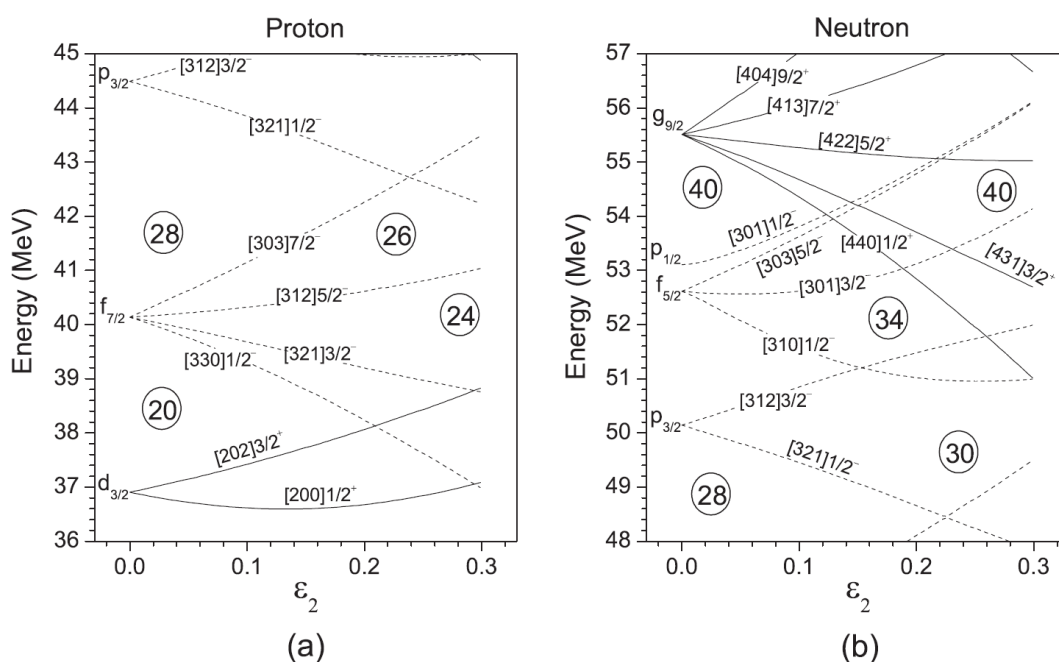 Proton
Energy (MeV)
45
44
43
42
41
40
39
38
37
36
p3/2
f7/2
d3/2
[312]3/2⁻
[321]1/2⁻
[303]7/2⁻
[312]5/2⁻
[321]3/2⁻
[330]1/2⁻
[202]3/2⁺
[200]1/2⁺
28
26
24
20
0.0 0.1 0.2 0.3
ε2
(a)
Neutron
Energy (MeV)
57
56
55
54
53
52
51
50
49
48
g9/2
p1/2
f5/2
p3/2
[404]9/2⁺
[413]7/2⁺
[422]5/2⁺
[301]1/2⁻
[303]5/2⁻
[440]1/2⁺
[431]3/2⁺
[301]3/2⁻
[310]1/2⁻
[312]3/2⁻
[321]1/2⁻
40
40
34
30
28
0.0 0.1 0.2 0.3
ε2
(b)